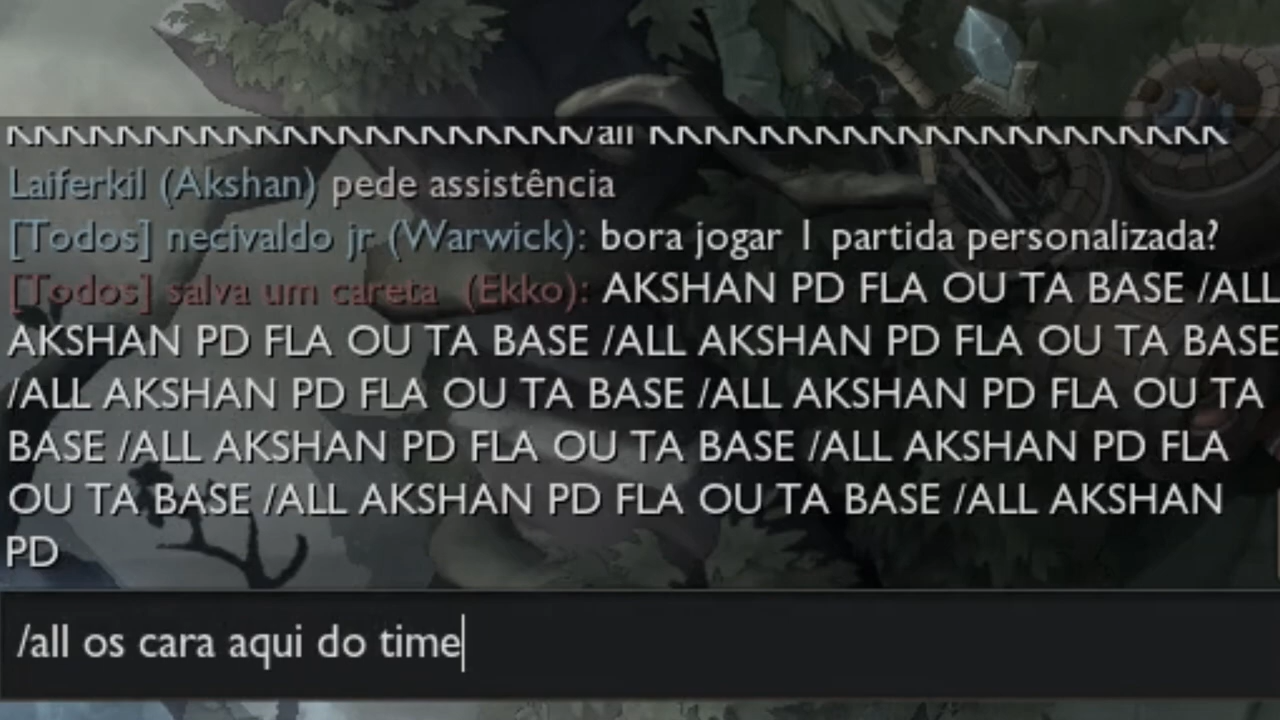 /all
Laiferkil (Akshan) pede assistência
[Todos] necivaldo jr (Warwick): bora jogar 1 partida personalizada?
[Todos] salva um careta (Ekko): AKSHAN PD FLA OU TA BASE /ALL
AKSHAN PD FLA OU TA BASE /ALL AKSHAN PD FLA OU TA BASE
/ALL AKSHAN PD FLA OU TA BASE /ALL AKSHAN PD FLA OU TA
BASE /ALL AKSHAN PD FLA OU TA BASE /ALL AKSHAN PD FLA
OU TA BASE /ALL AKSHAN PD FLA OU TA BASE /ALL AKSHAN
PD
/all os cara aqui do time